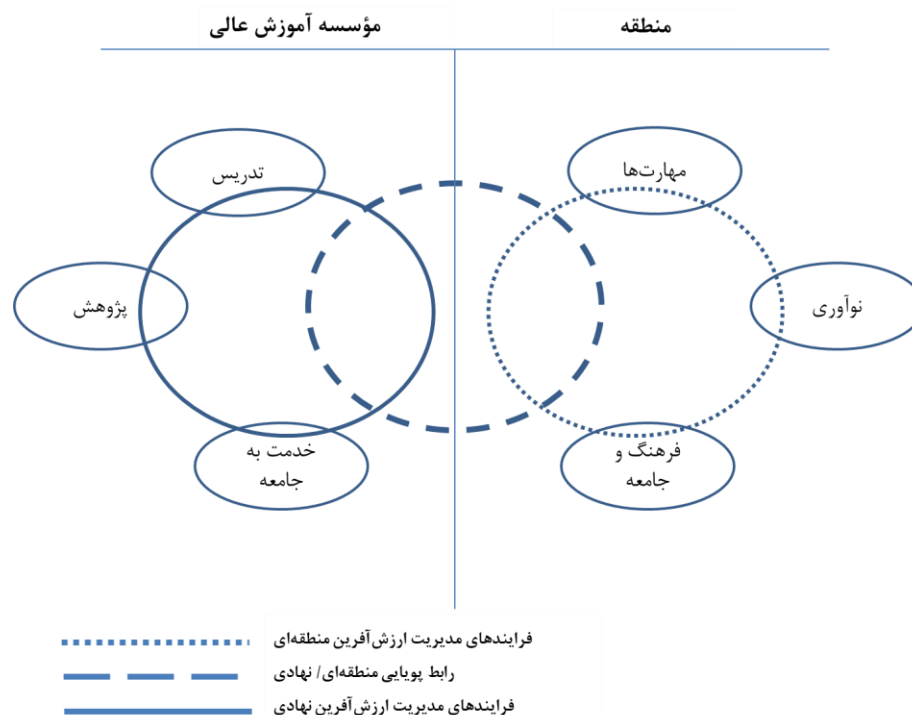 منطقه
مؤسسه آموزش عالی
مهارت‌ها
تدریس
نوآوری
پژوهش
فرهنگ و
جامعه
خدمت به
جامعه
فرایندهای مدیریت ارزش‌آفرین منطقه‌ای
رابط پویایی منطقه‌ای/ نهادی
فرایندهای مدیریت ارزش‌آفرین نهادی